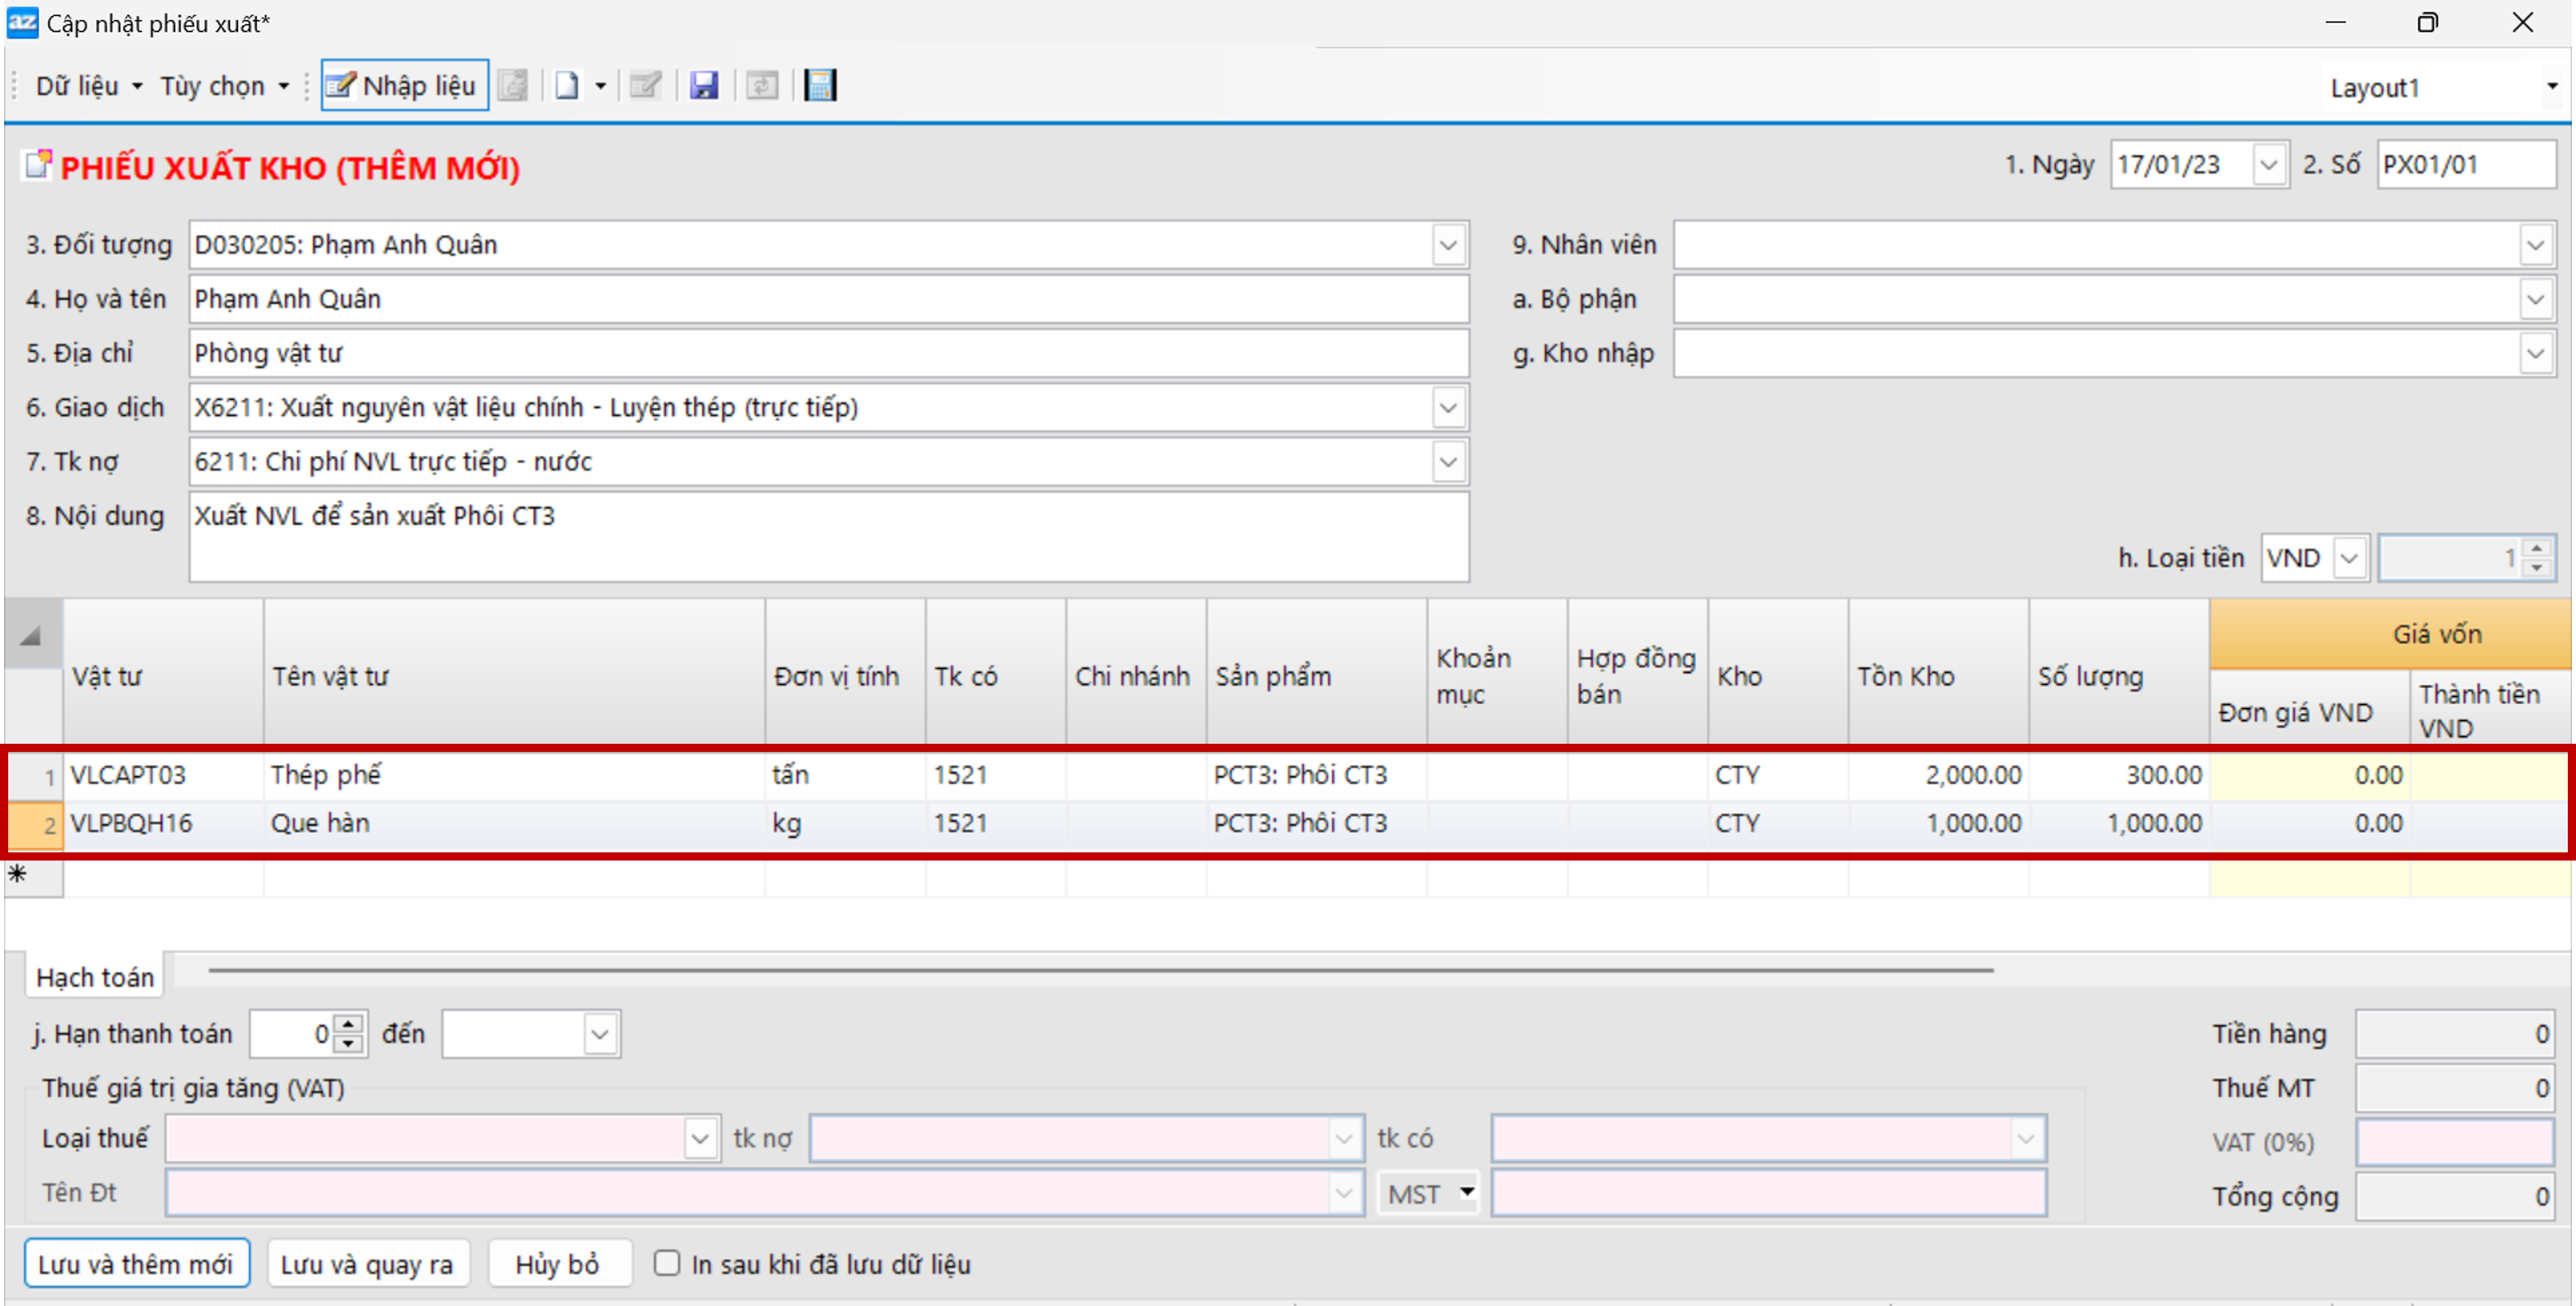 az Cập nhật phiếu xuất*
Dữ liệu Tùy chọn Nhập liệu Layout1
PHIẾU XUẤT KHO (THÊM MỚI) 1. Ngày 17/01/23 2. Số PX01/01
3. Đối tượng D030205: Phạm Anh Quân 9. Nhân viên
4. Họ và tên Phạm Anh Quân a. Bộ phận
5. Địa chỉ Phòng vật tư g. Kho nhập
6. Giao dịch X6211: Xuất nguyên vật liệu chính - Luyện thép (trực tiếp)
7. Tk nợ 6211: Chi phí NVL trực tiếp - nước
8. Nội dung Xuất NVL để sản xuất Phôi CT3
h. Loại tiền VND 1
Vật tư Tên vật tư Đơn vị tính Tk có Chi nhánh Sản phẩm Khoản mục Hợp đồng bán Kho Tồn Kho Số lượng Giá vốn
Đơn giá VND Thành tiền VND
1 VLCAPT03 Thép phế tấn 1521 PCT3: Phôi CT3 CTY 2,000.00 300.00 0.00
2 VLPBQH16 Que hàn kg 1521 PCT3: Phôi CT3 CTY 1,000.00 1,000.00 0.00
*
Hạch toán
j. Hạn thanh toán 0 đến Tiền hàng 0
Thuế giá trị gia tăng (VAT) Thuế MT 0
Loại thuế tk nợ tk có VAT (0%)
Tên Đt MST Tổng cộng 0
Lưu và thêm mới Lưu và quay ra Hủy bỏ In sau khi đã lưu dữ liệu